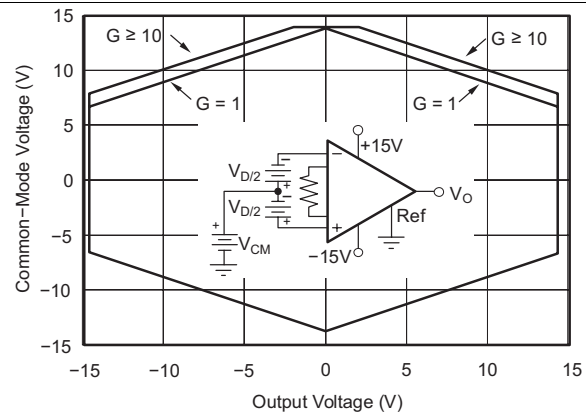 15
G ≥ 10
G ≥ 10
10
G = 1
G = 1
5
+15V
−
V_D/2
−
+
0
V_O
V_D/2
−
+
Ref
+
+
−5
V_CM
−15V
−10
−15
−15
−10
−5
0
5
10
15
Common−Mode Voltage (V)
Output Voltage (V)